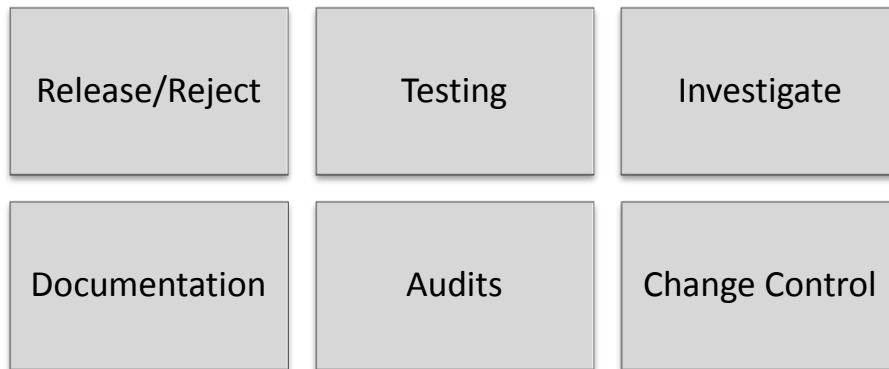 Release/Reject
Testing
Investigate
Documentation
Audits
Change Control